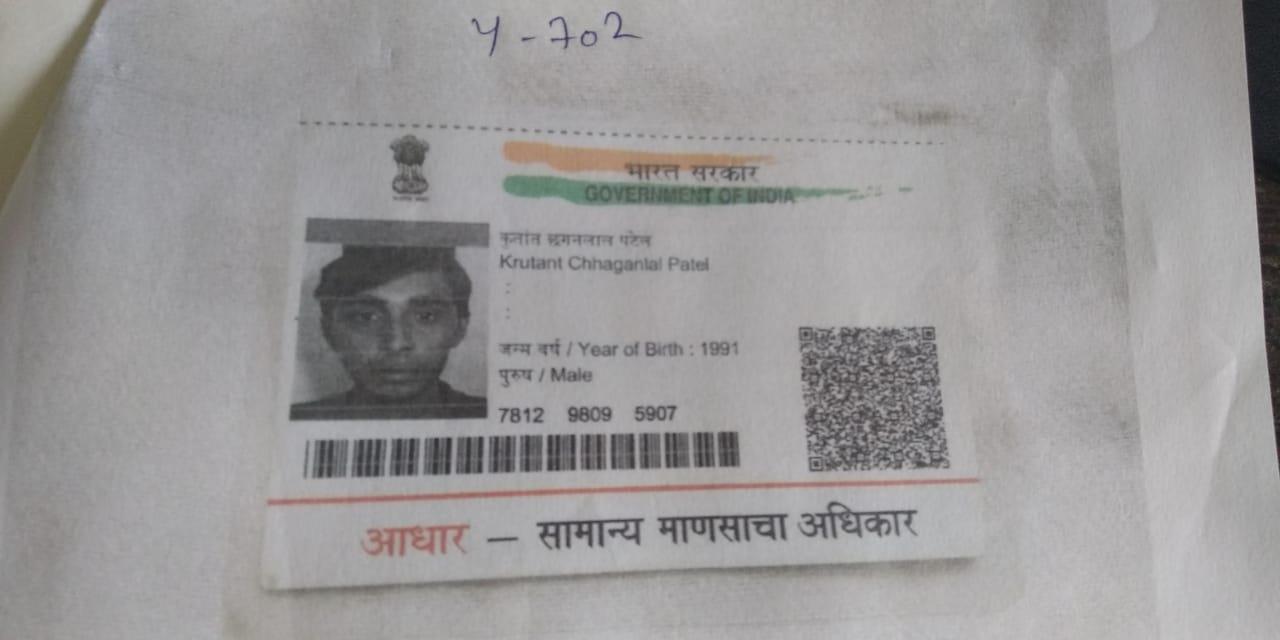 Y-702
भारत सरकार
GOVERNMENT OF INDIA
कृतांत छगनलाल पटेल
Krutant Chhaganlal Patel
:
:
जन्म वर्ष / Year of Birth : 1991
पुरुष / Male
7812 9809 5907
आधार — सामान्य माणसाचा अधिकार